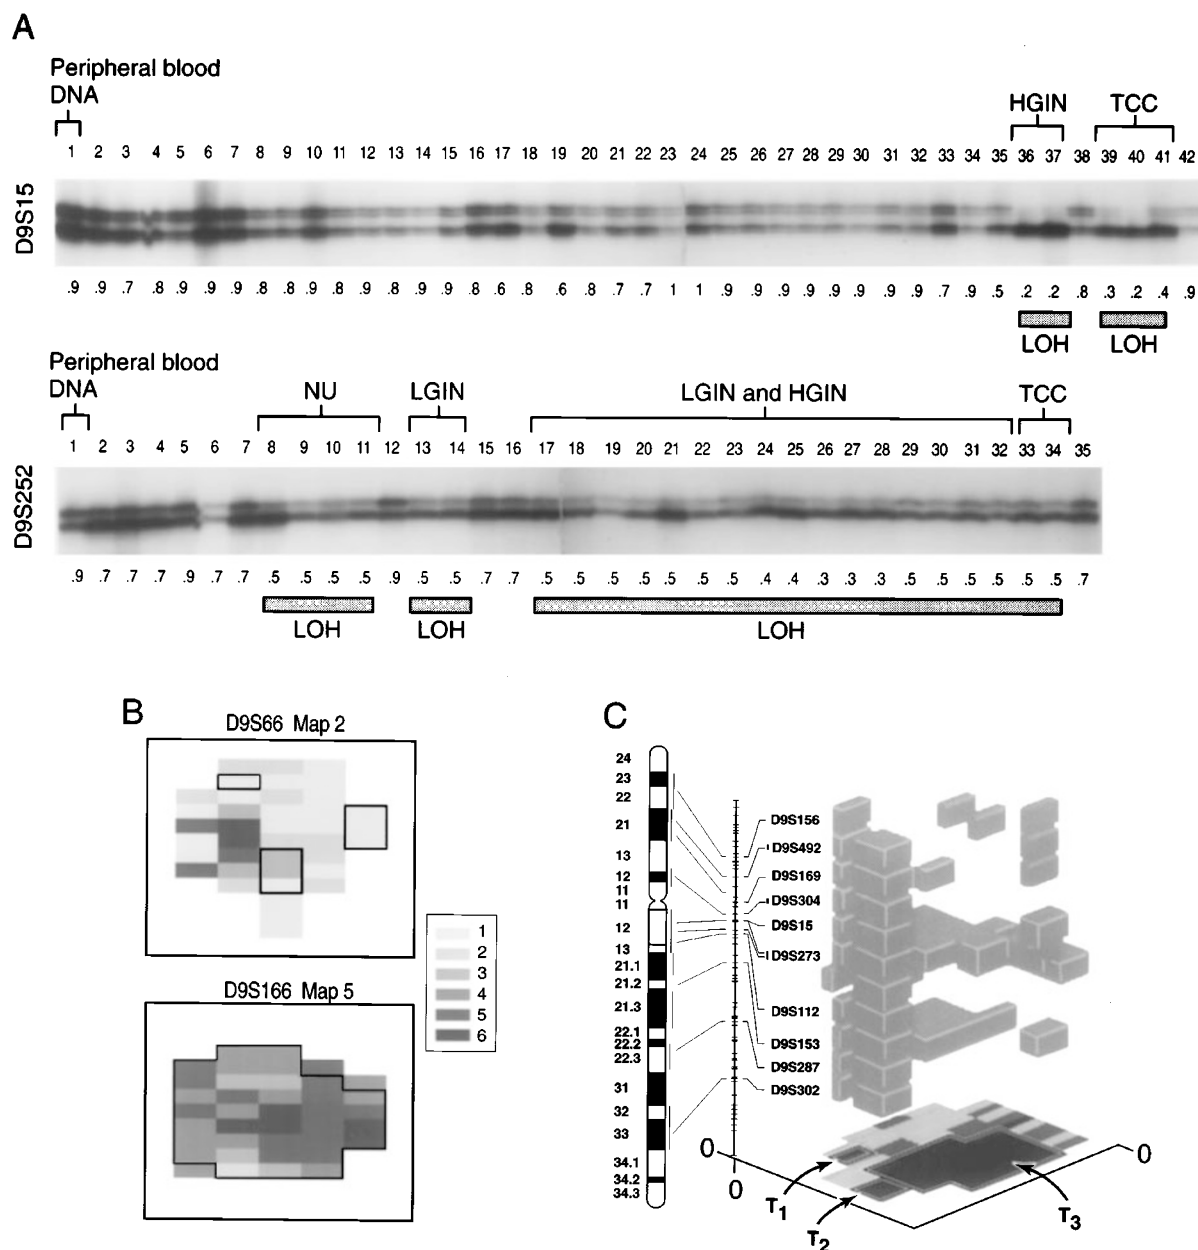 A
Peripheral blood
DNA
HGIN TCC
1 2 3 4 5 6 7 8 9 10 11 12 13 14 15 16 17 18 19 20 21 22 23 24 25 26 27 28 29 30 31 32 33 34 35 36 37 38 39 40 41 42
D9S15
.9 .9 .7 .8 .9 .9 .9 .8 .8 .9 .8 .9 .8 .9 .9 .8 .6 .8 .6 .8 .7 .7 1 1 .9 .9 .9 .9 .9 .9 .9 .9 .7 .9 .5 .2 .2 .8 .3 .2 .4 .9
LOH LOH
Peripheral blood
DNA
NU LGIN LGIN and HGIN TCC
1 2 3 4 5 6 7 8 9 10 11 12 13 14 15 16 17 18 19 20 21 22 23 24 25 26 27 28 29 30 31 32 33 34 35
D9S252
.9 .7 .7 .7 .9 .7 .7 .5 .5 .5 .5 .9 .5 .5 .7 .7 .5 .5 .5 .5 .5 .5 .5 .4 .4 .3 .3 .3 .5 .5 .5 .5 .5 .5 .7
LOH LOH LOH
B
D9S66 Map 2
1
2
3
4
5
6
D9S166 Map 5
C
24
23
22
21
13
12
11
11
12
13
21.1
21.2
21.3
22.1
22.2
22.3
31
32
33
34.1
34.2
34.3
D9S156
D9S492
D9S169
D9S304
D9S15
D9S273
D9S112
D9S153
D9S287
D9S302
0
0
0
T1
T2
T3